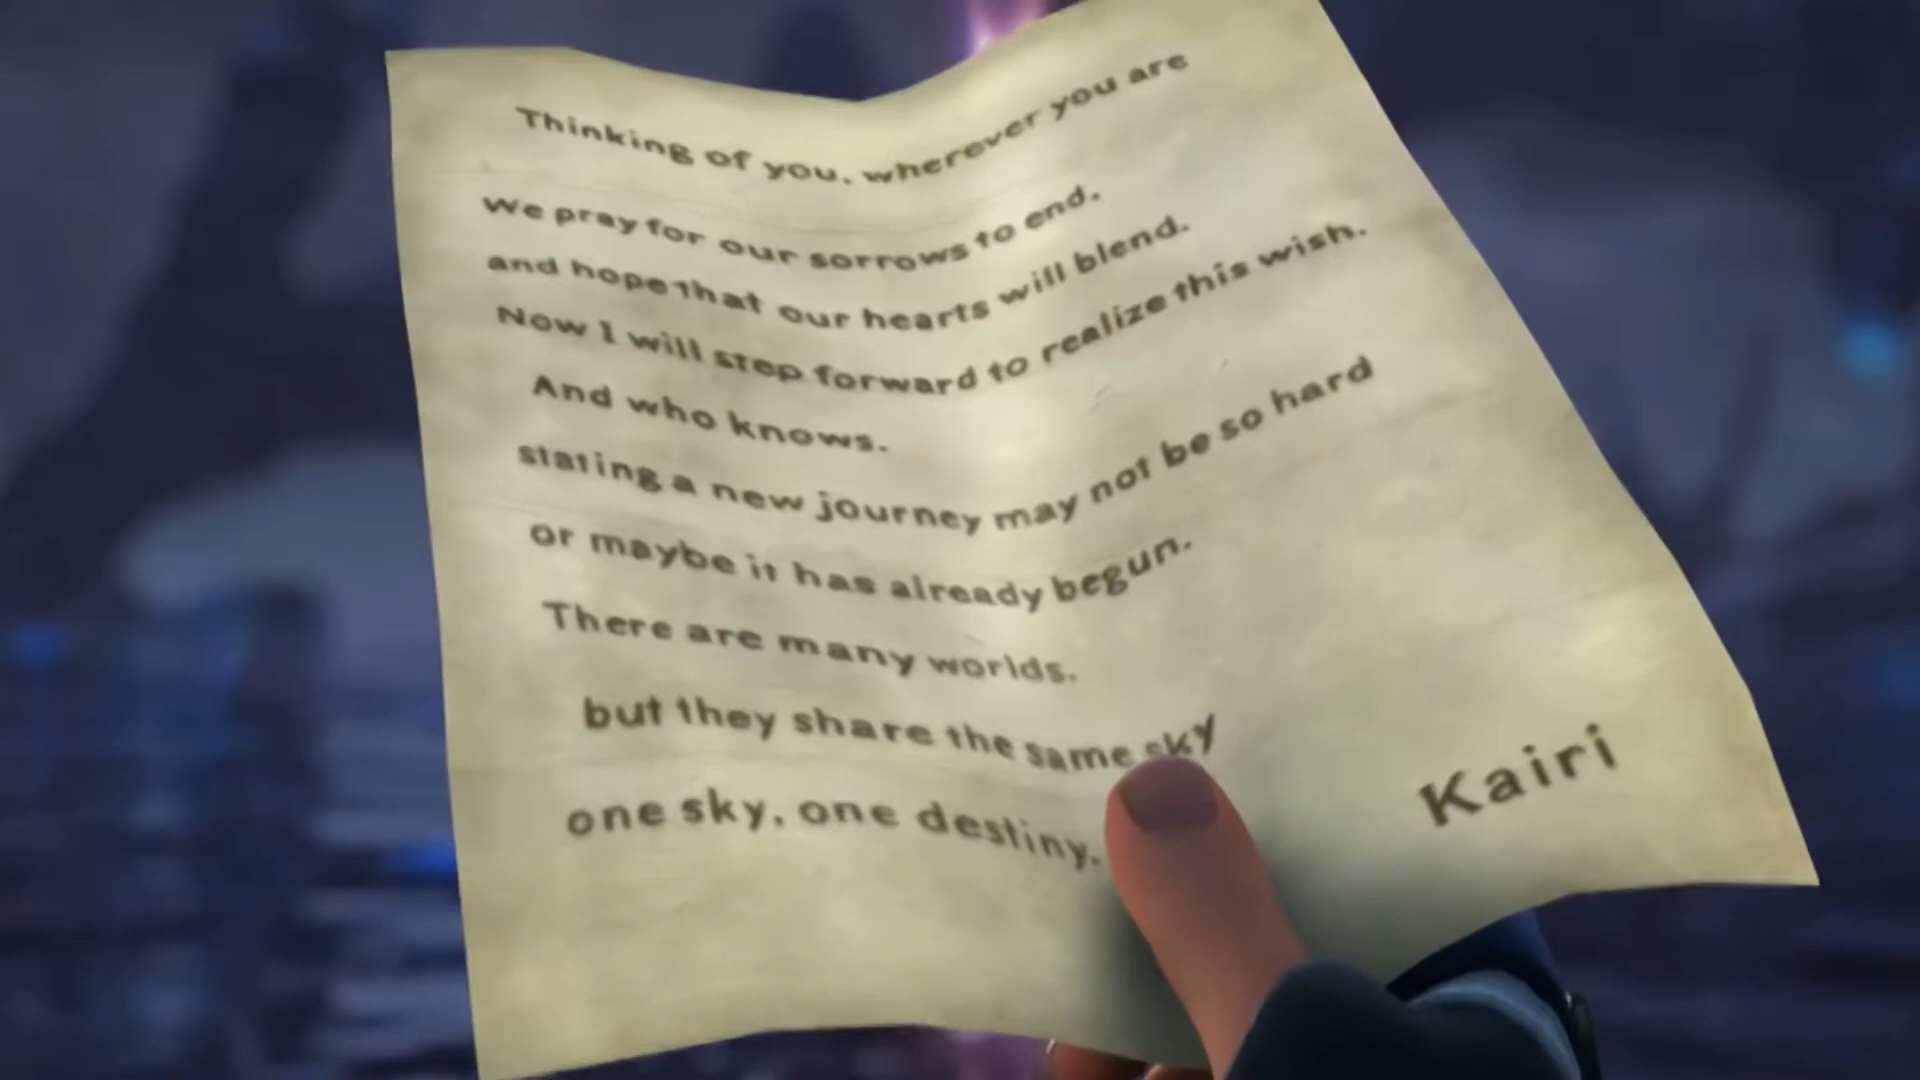 Thinking of you, wherever you are
We pray for our sorrows to end,
and hope that our hearts will blend.
Now I will step forward to realize this wish.
And who knows,
stating a new journey may not be so hard
or maybe it has already begun.
There are many worlds,
but they share the same sky
one sky, one destiny.
Kairi